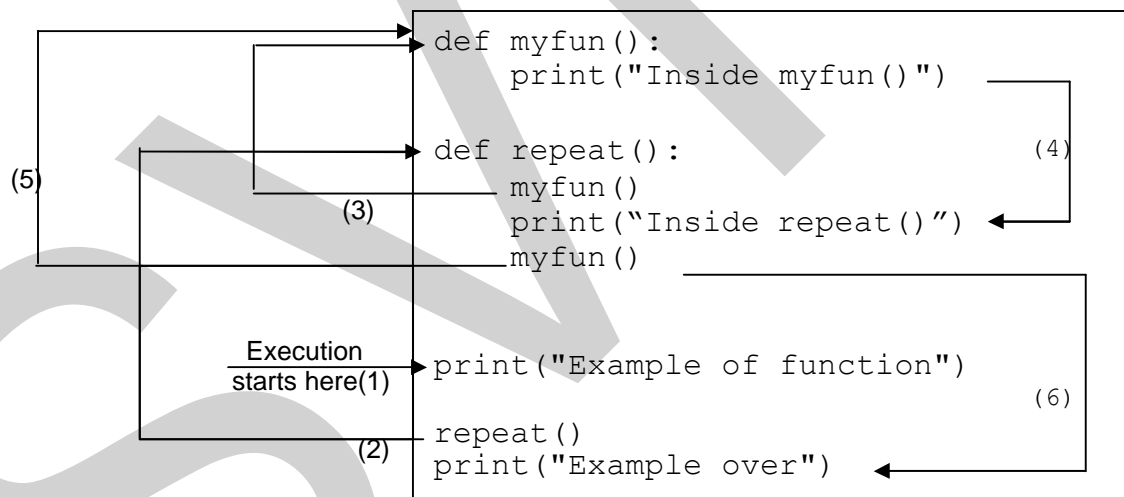 def myfun():
print("Inside myfun()")
def repeat():
(4)
(5)
myfun()
(3)
print(“Inside repeat()”)
myfun()
Execution
starts here(1)
print("Example of function")
(6)
repeat()
(2)
print("Example over")